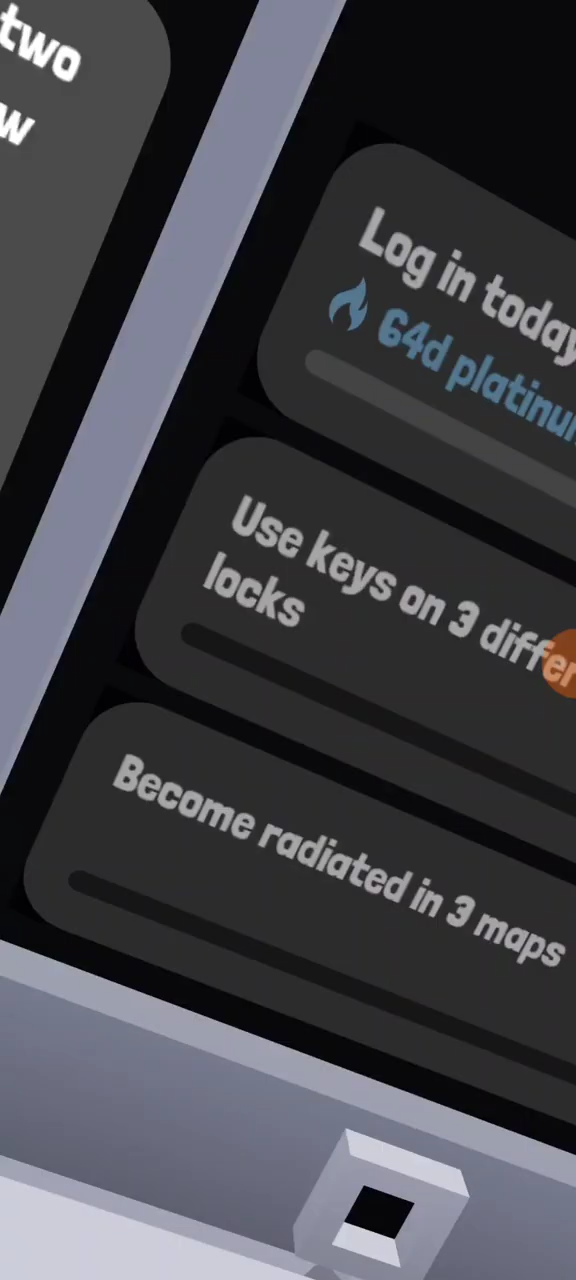 two
w
Log in today
64d platinum
Use keys on 3 differ
locks
Become radiated in 3 maps